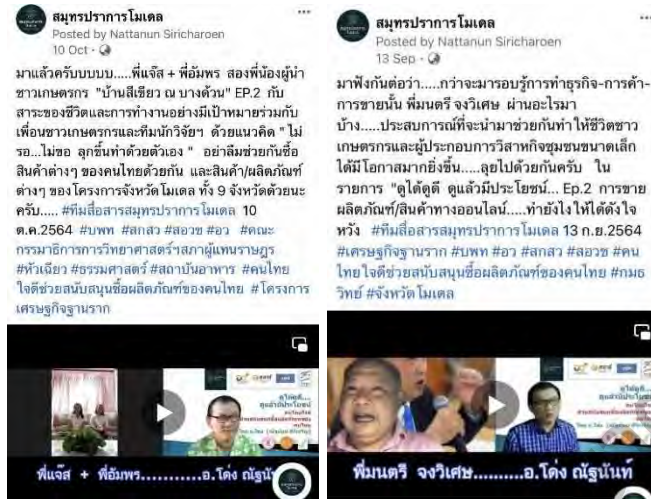 สมุทรปราการโมเดล
Posted by Nattanun Siricharoen
10 Oct ·
มาแล้วครับบบบบ.....พี่แจ๊ส + พี่อัมพร สองพี่น้องผู้นำ
ชาวเกษตรกร "บ้านสีเขียว ณ บางด้วน" EP.2 กับ
สาระของชีวิตและการทำงานอย่างมีเป้าหมายร่วมกับ
เพื่อนชาวเกษตรกรและทีมนักวิจัยฯ ด้วยแนวคิด " ไม่
รอ...ไม่ขอ ลุกขึ้นทำด้วยตัวเอง " อย่าลืมช่วยกันซื้อ
สินค้าต่างๆ ของคนไทยด้วยกัน และสินค้า/ผลิตภัณฑ์
ต่างๆ ของโครงการจังหวัดโมเดล ทั้ง 9 จังหวัดด้วยนะ
ครับ..... #ทีมสื่อสารสมุทรปราการโมเดล 10
ต.ค.2564 #บพท #สกสว #สอวช #อว #คณะ
กรรมาธิการการวิทยาศาสตร์ฯสภาผู้แทนราษฎร
#หัวเฉียว #ธรรมศาสตร์ #สถาบันอาหาร #คนไทย
ใจดีช่วยสนับสนุนซื้อผลิตภัณฑ์ของคนไทย #โครงการ
เศรษฐกิจฐานราก
ดูได้ดี...
ดูแล้วมีประโยชน์
พี่แจ๊ส + พี่อัมพร...........อ.โด่ง ณัฐนันท์
สมุทรปราการโมเดล
Posted by Nattanun Siricharoen
13 Sep ·
มาฟังกันต่อว่า.....กว่าจะมารอบรู้การทำธุรกิจ-การค้า-
การขายนั้น พี่มนตรี จงวิเศษ ผ่านอะไรมา
บ้าง.....ประสบการณ์ที่จะนำมาช่วยกันทำ ให้ชีวิตชาว
เกษตรกรและผู้ประกอบการวิสาหกิจชุมชนขนาดเล็ก
ได้มีโอกาสมากยิ่งขึ้น.....ลุยไปด้วยกันครับ ใน
รายการ "ดูได้ดูดี ดูแล้วมีประโยชน์... Ep.2 การขาย
ผลิตภัณฑ์/สินค้าทางออนไลน์.....ทำยังไงให้ได้ดังใจ
หวัง #ทีมสื่อสารสมุทรปราการโมเดล 13 ก.ย.2564
#เศรษฐกิจฐานราก #บพท #อว #สกสว #สอวช #คน
ไทยใจดีช่วยสนับสนุนซื้อผลิตภัณฑ์ของคนไทย #กมธ
วิทย์ #จังหวัดโมเดล
ดูได้ดูดี...
ดูแล้วมีประโยชน์
พี่มนตรี จงวิเศษ..........อ.โด่ง ณัฐนันท์